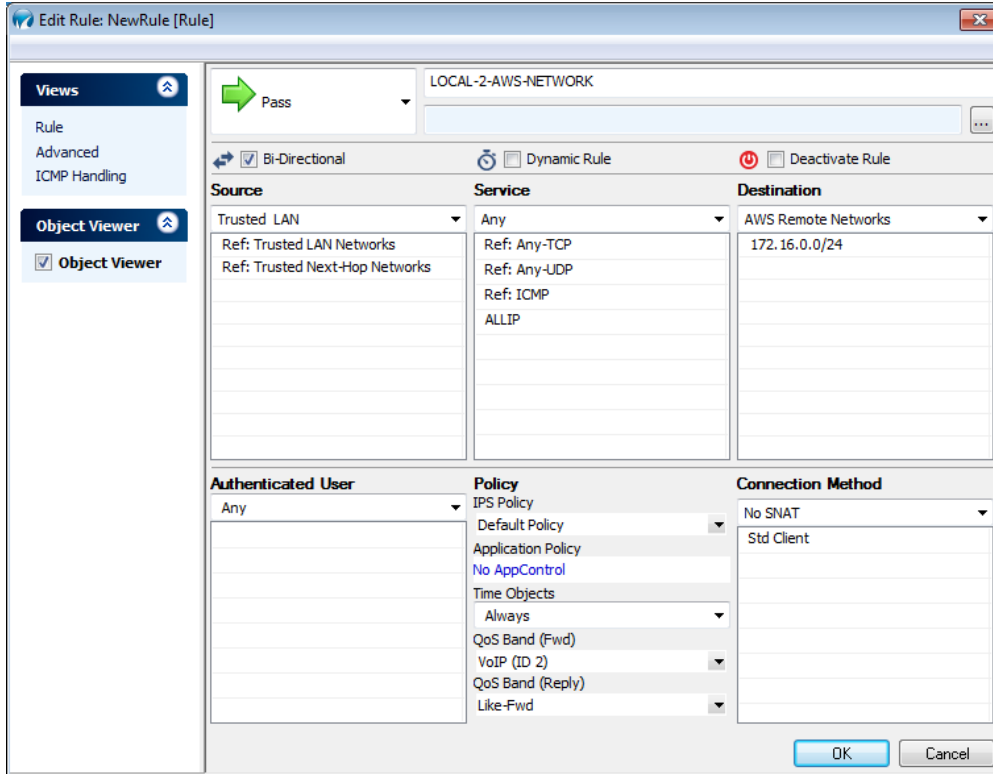 Edit Rule: NewRule [Rule]
Views
Rule
Advanced
ICMP Handling
Object Viewer
Object Viewer
Pass
LOCAL-2-AWS-NETWORK
...
Bi-Directional
Dynamic Rule
Deactivate Rule
Source
Trusted LAN
Ref: Trusted LAN Networks
Ref: Trusted Next-Hop Networks
Service
Any
Ref: Any-TCP
Ref: Any-UDP
Ref: ICMP
ALLIP
Destination
AWS Remote Networks
172.16.0.0/24
Authenticated User
Any
Policy
IPS Policy
Default Policy
Application Policy
No AppControl
Time Objects
Always
QoS Band (Fwd)
VoIP (ID 2)
QoS Band (Reply)
Like-Fwd
Connection Method
No SNAT
Std Client
OK
Cancel